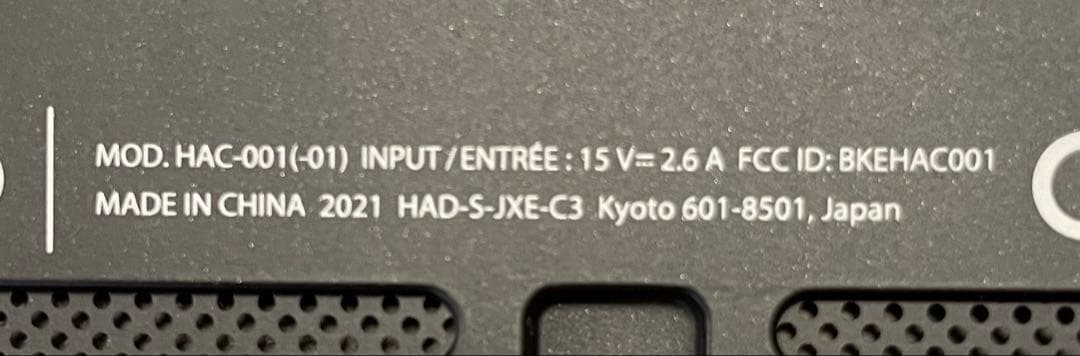 MOD. HAC-001(-01) INPUT/ENTRÉE : 15 V⎓2.6 A FCC ID: BKEHAC001
MADE IN CHINA 2021 HAD-S-JXE-C3 Kyoto 601-8501, Japan